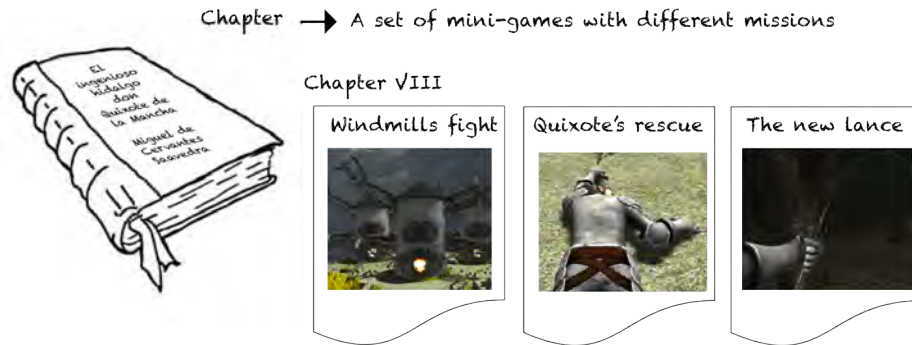 Chapter → A set of mini-games with different missions
El
ingenioso
hidalgo
don
Quixote de
la Mancha
Miguel de
Cervantes
Saavedra
Chapter VIII
Windmills fight
Quixote's rescue
The new lance